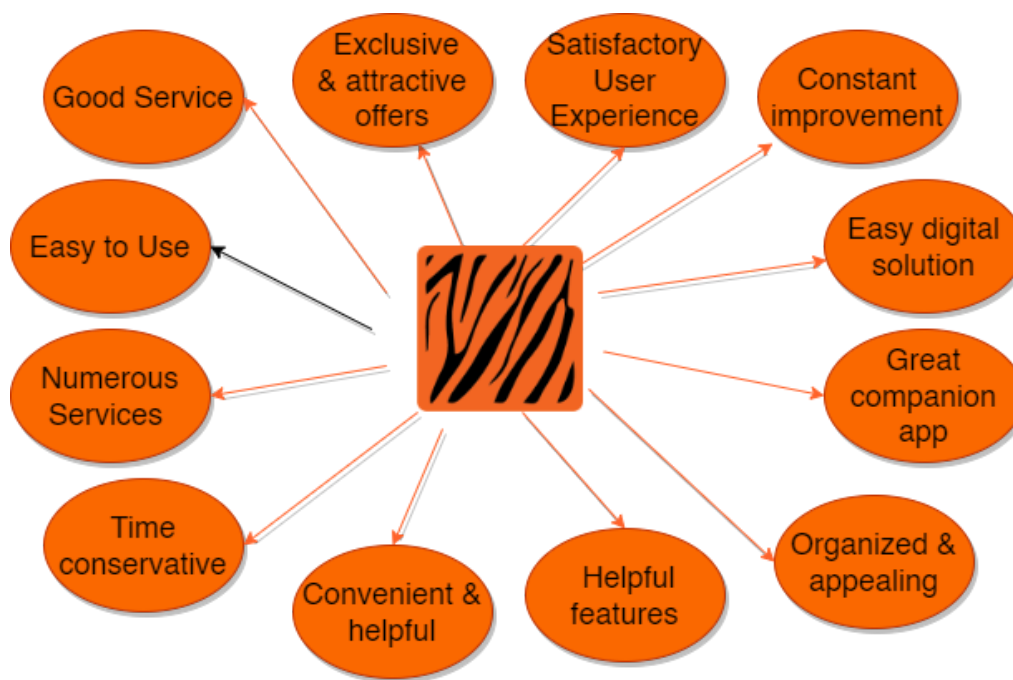 Good Service
Exclusive
& attractive
offers
Satisfactory
User
Experience
Constant
improvement
Easy to Use
Easy digital
solution
Numerous
Services
Great
companion
app
Time
conservative
Convenient &
helpful
Helpful
features
Organized &
appealing